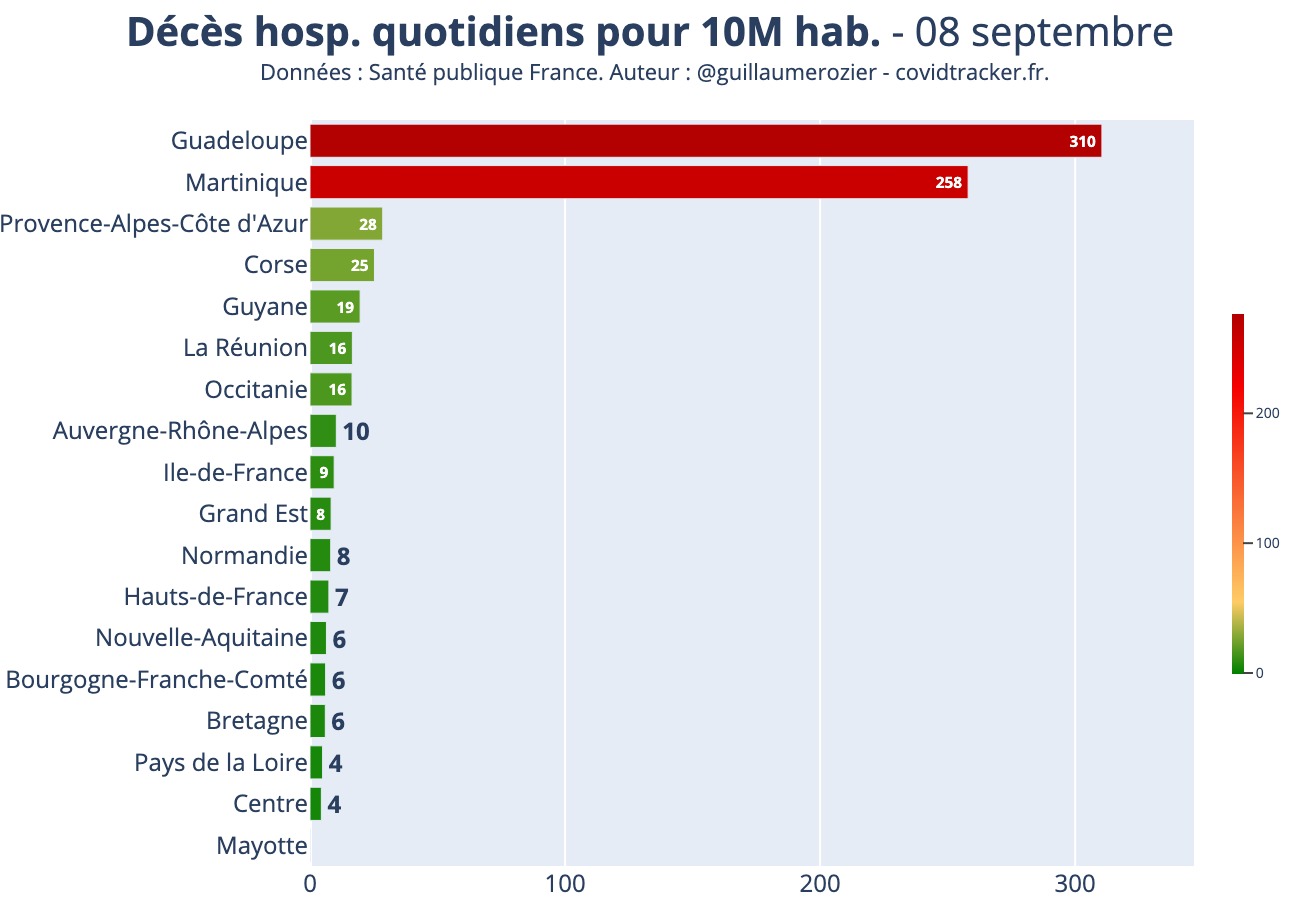 Décès hosp. quotidiens pour 10M hab. - 08 septembre
Données : Santé publique France. Auteur : @guillaumerozier - covidtracker.fr.
Guadeloupe 310
Martinique 258
Provence-Alpes-Côte d'Azur 28
Corse 25
Guyane 19
La Réunion 16
Occitanie 16
Auvergne-Rhône-Alpes 10
Ile-de-France 9
Grand Est 8
Normandie 8
Hauts-de-France 7
Nouvelle-Aquitaine 6
Bourgogne-Franche-Comté 6
Bretagne 6
Pays de la Loire 4
Centre 4
Mayotte
0 100 200 300
200
100
0